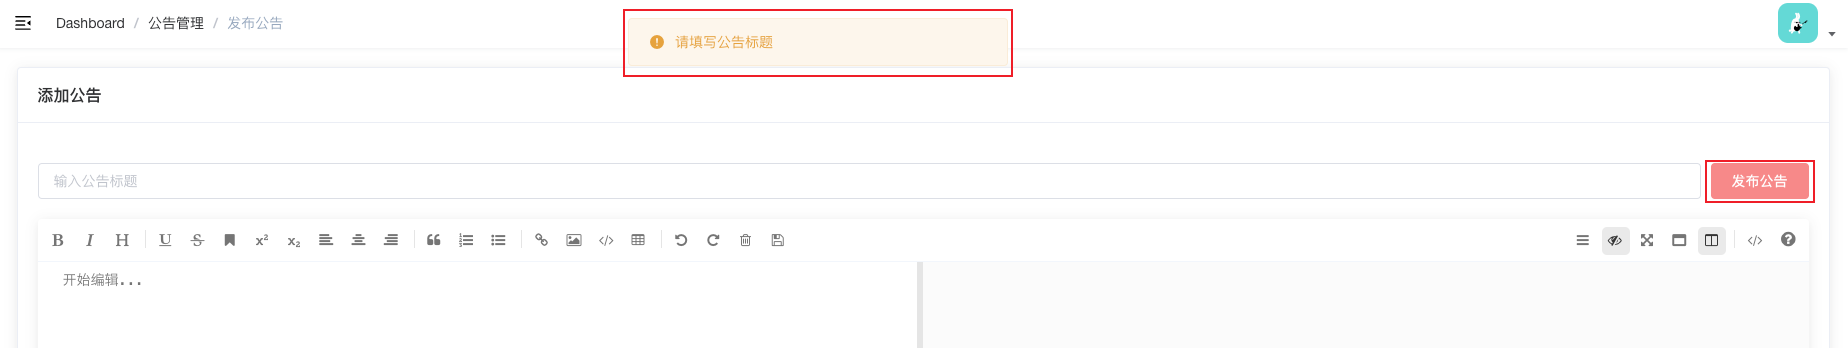 Dashboard / 公告管理 / 发布公告
请填写公告标题
添加公告
输入公告标题
发布公告
B I H U S x² x₂
开始编辑...